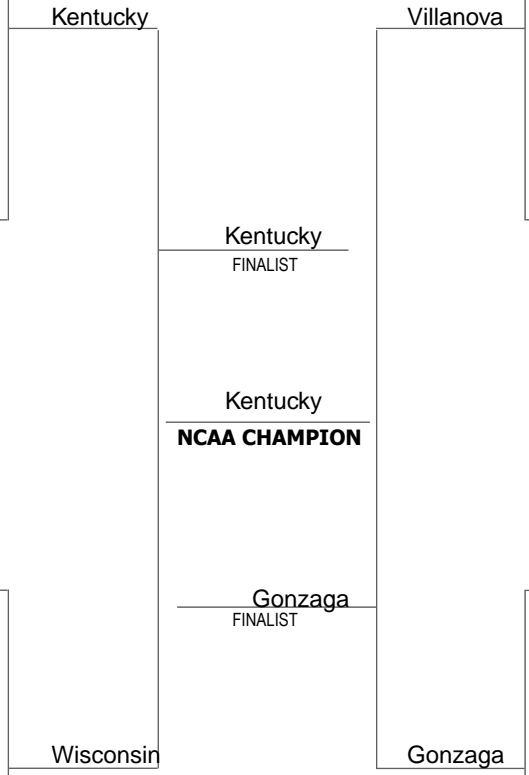 Kentucky
Villanova
Kentucky
FINALIST
Kentucky
NCAA CHAMPION
Gonzaga
FINALIST
Wisconsin
Gonzaga